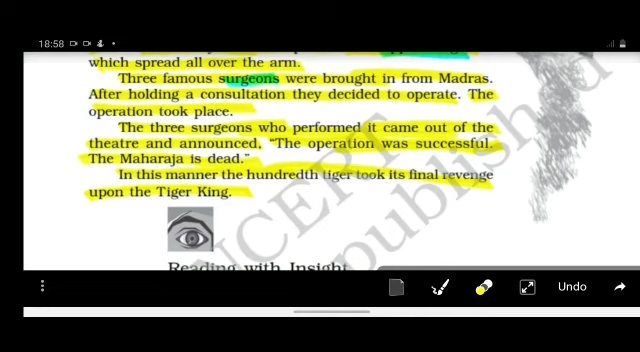 18:58
which spread all over the arm.
Three famous surgeons were brought in from Madras.
After holding a consultation they decided to operate. The
operation took place.
The three surgeons who performed it came out of the
theatre and announced, “The operation was successful.
The Maharaja is dead.”
In this manner the hundredth tiger took its final revenge
upon the Tiger King.
NCERT
republished
Reading with Insight
Undo